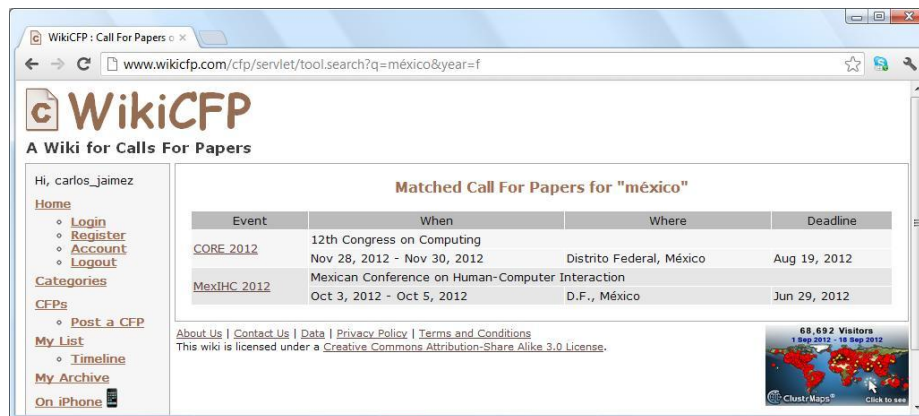 WikiCFP : Call For Papers o
www.wikicfp.com/cfp/servlet/tool.search?q=méxico&year=f
c WikiCFP
A Wiki for Calls For Papers
Hi, carlos_jaimez
Home
Login
Register
Account
Logout
Categories
CFPs
Post a CFP
My List
Timeline
My Archive
On iPhone
Matched Call For Papers for "méxico"
Event When Where Deadline
CORE 2012 12th Congress on Computing
Nov 28, 2012 - Nov 30, 2012 Distrito Federal, México Aug 19, 2012
MexIHC 2012 Mexican Conference on Human-Computer Interaction
Oct 3, 2012 - Oct 5, 2012 D.F., México Jun 29, 2012
About Us | Contact Us | Data | Privacy Policy | Terms and Conditions
This wiki is licensed under a Creative Commons Attribution-Share Alike 3.0 License.
68,692 Visitors
1 Sep 2012 - 18 Sep 2012
ClustrMaps® Click to see